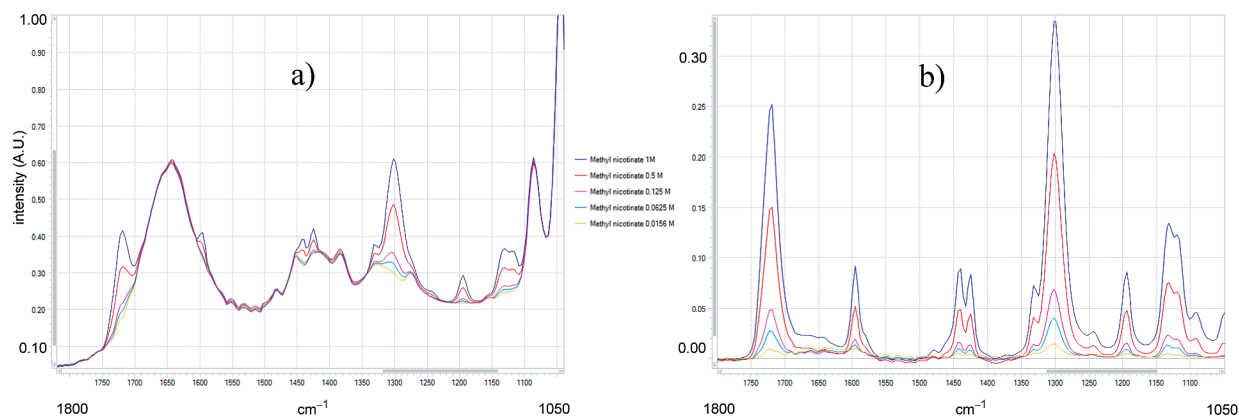 1.00
0.90
0.80
0.70
0.60
0.50
0.40
0.30
0.20
0.10
intensity (A.U.)
a)
1750 1700 1650 1600 1550 1500 1450 1400 1350 1300 1250 1200 1150 1100
1800 cm⁻¹ 1050
Methyl nicotinate 1M
Methyl nicotinate 0.5 M
Methyl nicotinate 0.125 M
Methyl nicotinate 0.0625 M
Methyl nicotinate 0.0156 M
0.30
0.25
0.20
0.15
0.10
0.05
0.00
b)
1750 1700 1650 1600 1550 1500 1450 1400 1350 1300 1250 1200 1150 1100
1800 cm⁻¹ 1050